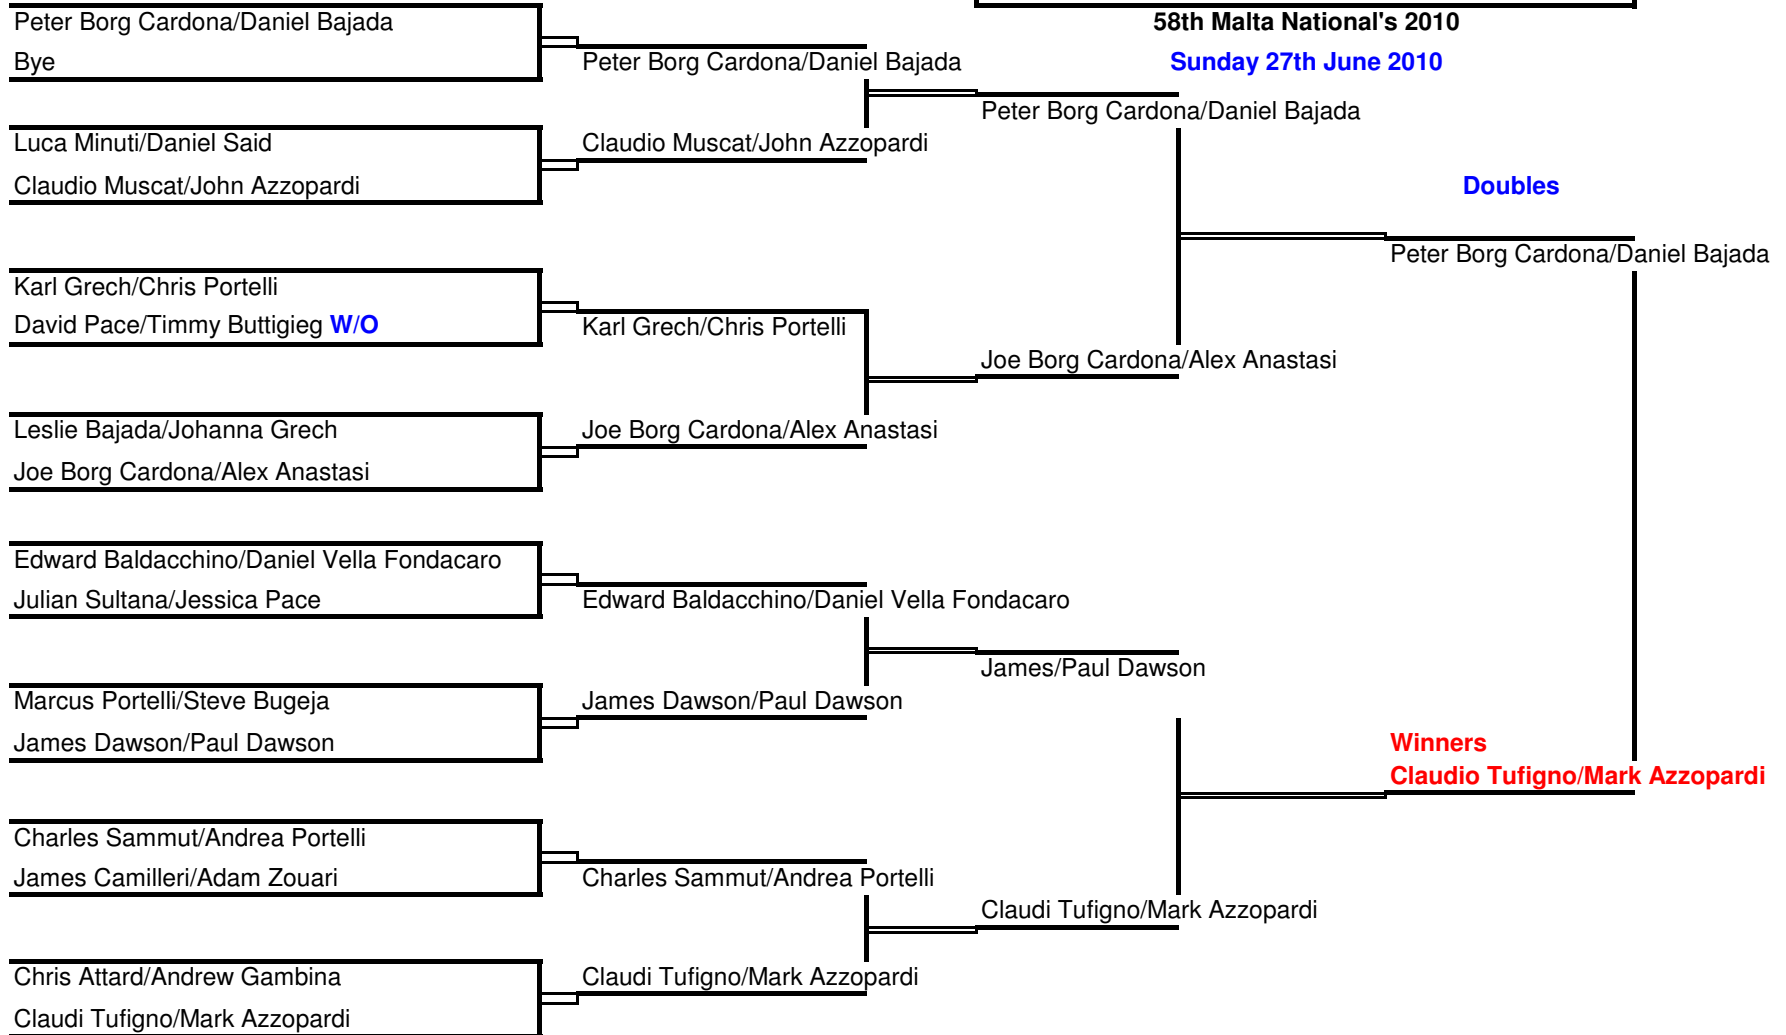 58th Malta National's 2010
Sunday 27th June 2010
Doubles
Peter Borg Cardona/Daniel Bajada
Bye
Luca Minuti/Daniel Said
Claudio Muscat/John Azzopardi
Karl Grech/Chris Portelli
David Pace/Timmy Buttigieg W/O
Leslie Bajada/Johanna Grech
Joe Borg Cardona/Alex Anastasi
Edward Baldacchino/Daniel Vella Fondacaro
Julian Sultana/Jessica Pace
Marcus Portelli/Steve Bugeja
James Dawson/Paul Dawson
Charles Sammut/Andrea Portelli
James Camilleri/Adam Zouari
Chris Attard/Andrew Gambina
Claudi Tufigno/Mark Azzopardi
Peter Borg Cardona/Daniel Bajada
Claudio Muscat/John Azzopardi
Karl Grech/Chris Portelli
Joe Borg Cardona/Alex Anastasi
Edward Baldacchino/Daniel Vella Fondacaro
James Dawson/Paul Dawson
Charles Sammut/Andrea Portelli
Claudi Tufigno/Mark Azzopardi
Peter Borg Cardona/Daniel Bajada
Joe Borg Cardona/Alex Anastasi
James/Paul Dawson
Claudi Tufigno/Mark Azzopardi
Peter Borg Cardona/Daniel Bajada
Winners
Claudio Tufigno/Mark Azzopardi